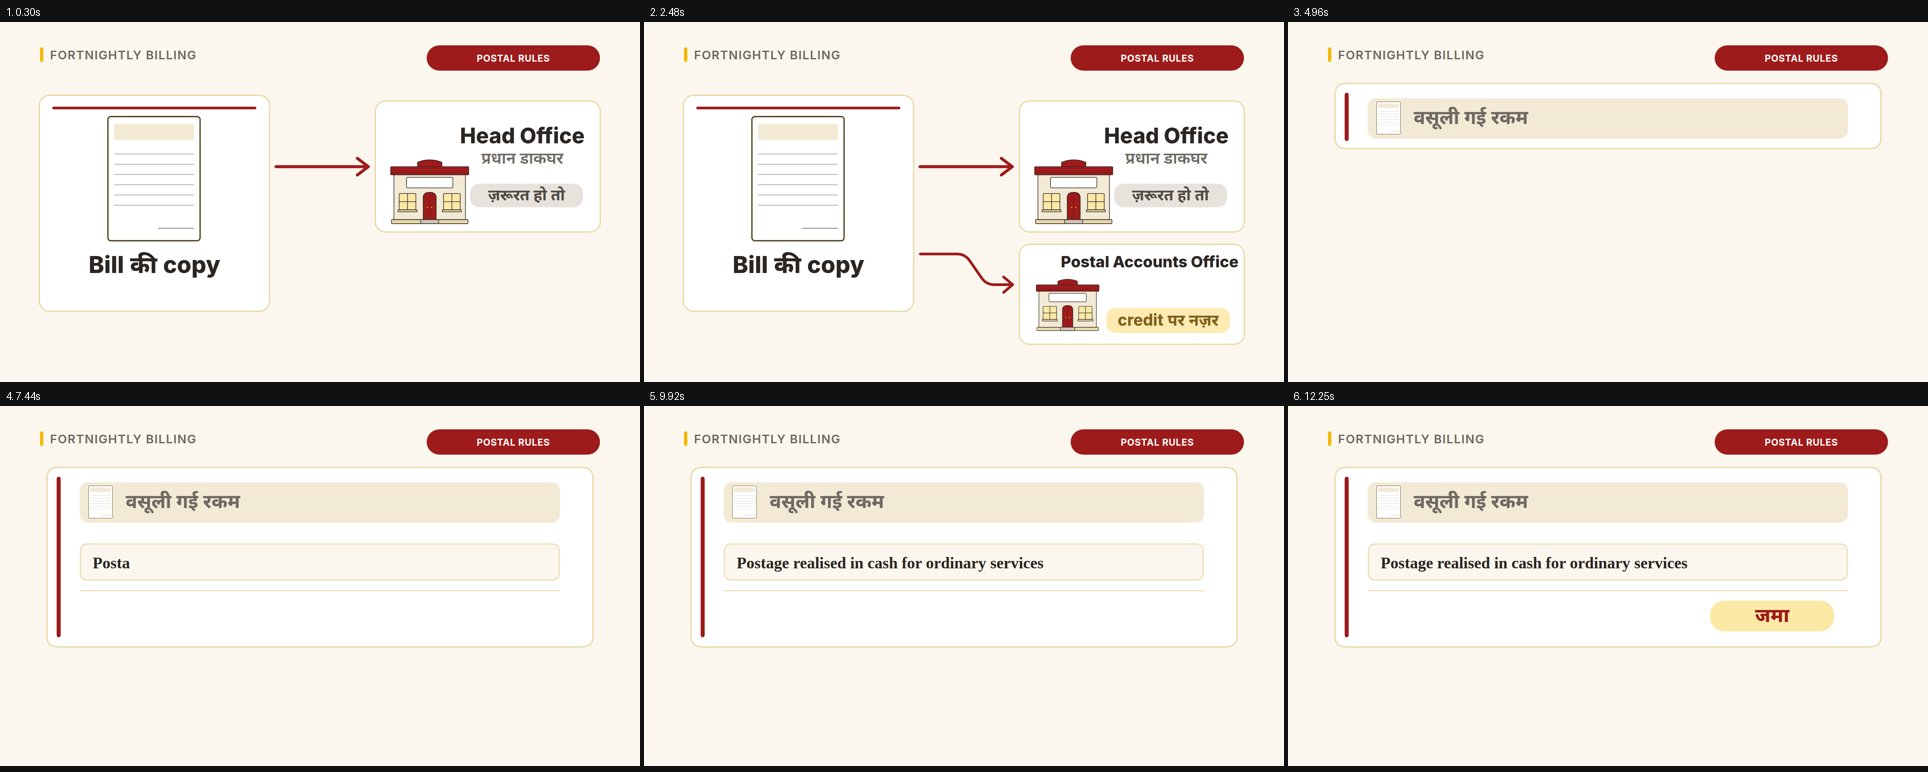 1. 0.30s
FORTNIGHTLY BILLING
POSTAL RULES
Bill की copy
Head Office
प्रधान डाकघर
ज़रूरत हो तो
2. 2.48s
FORTNIGHTLY BILLING
POSTAL RULES
Bill की copy
Head Office
प्रधान डाकघर
ज़रूरत हो तो
Postal Accounts Office
credit पर नज़र
3. 4.96s
FORTNIGHTLY BILLING
POSTAL RULES
वसूली गई रकम
4. 7.44s
FORTNIGHTLY BILLING
POSTAL RULES
वसूली गई रकम
Posta
5. 9.92s
FORTNIGHTLY BILLING
POSTAL RULES
वसूली गई रकम
Postage realised in cash for ordinary services
6. 12.25s
FORTNIGHTLY BILLING
POSTAL RULES
वसूली गई रकम
Postage realised in cash for ordinary services
जमा